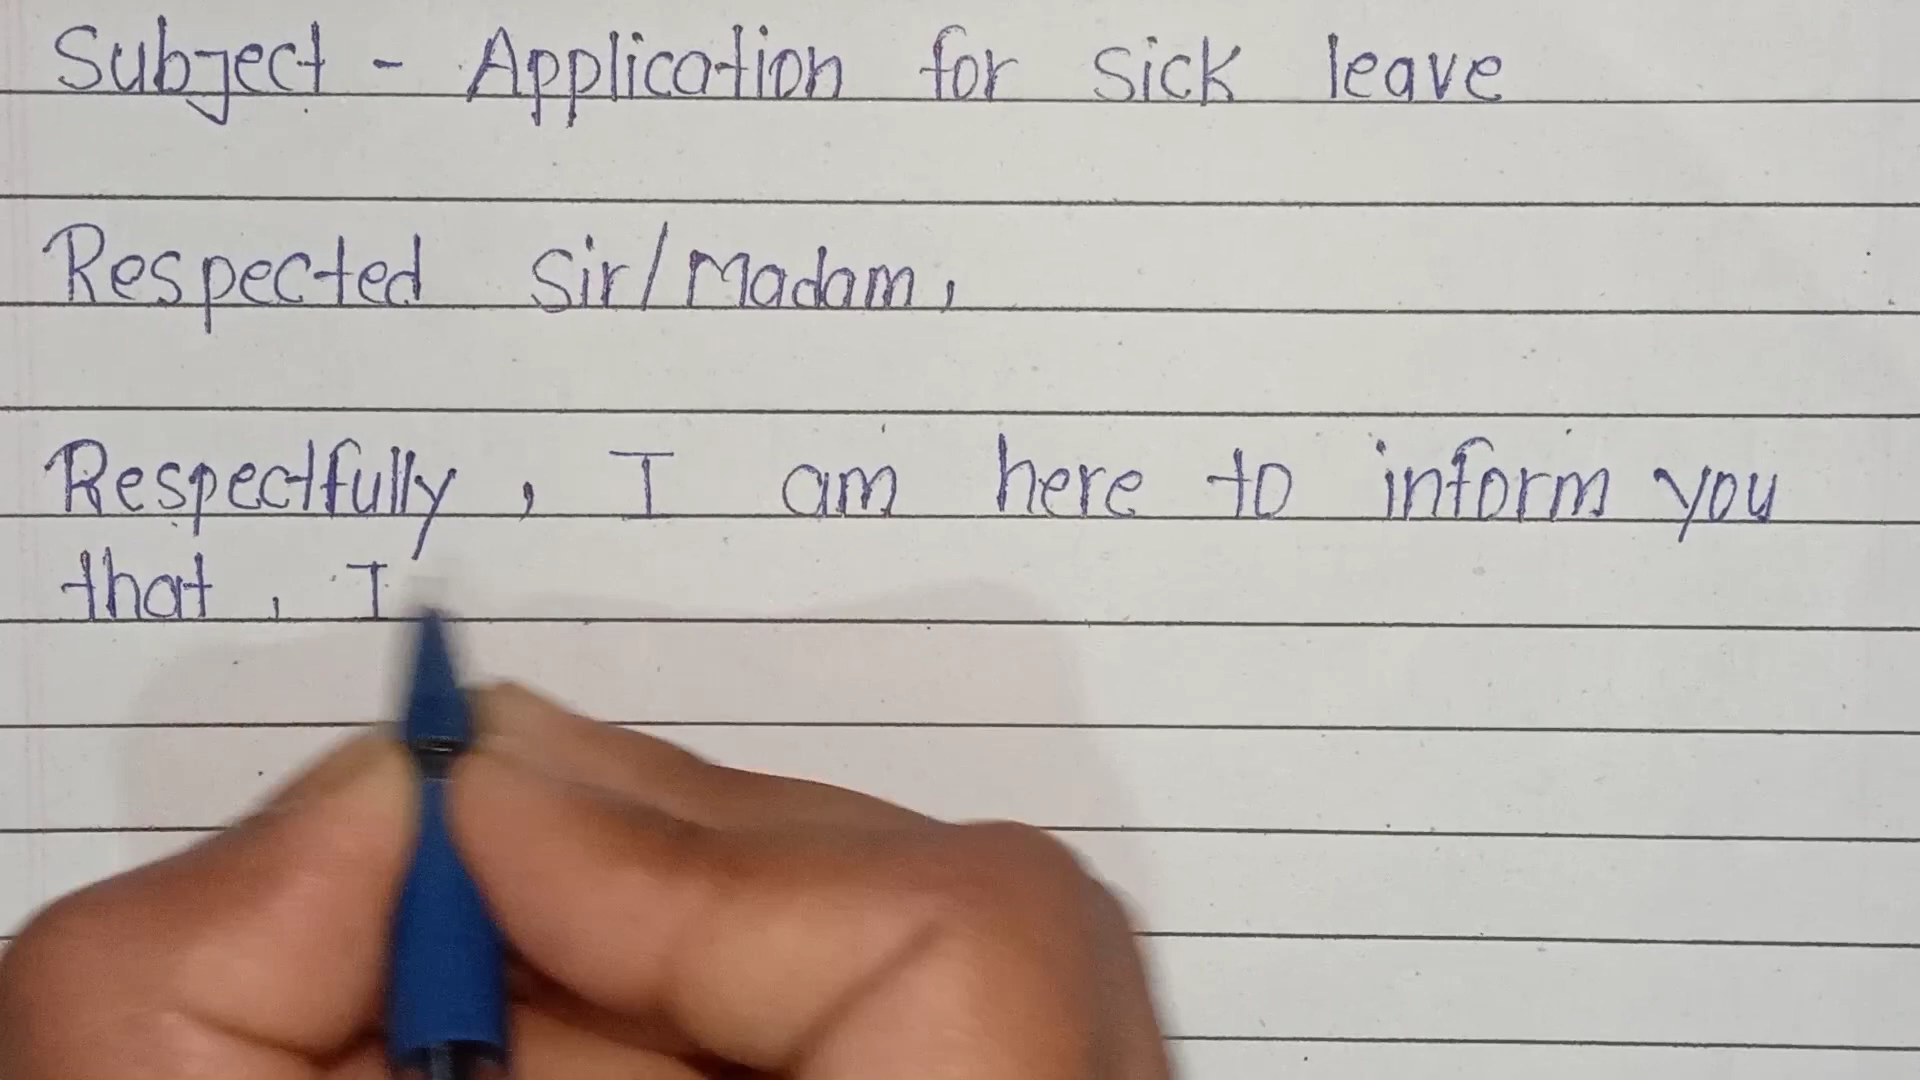 Subject - Application for sick leave
Respected Sir/Madam,
Respectfully, I am here to inform you
that, I